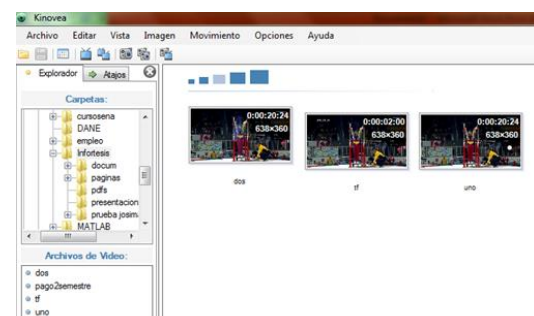 Kinovea
Archivo Editar Vista Imagen Movimiento Opciones Ayuda
Explorador Atajos
Carpetas:
cursosena
DANE
empleo
Infortesis
docum
paginas
pdfs
presentacion
prueba josim
MATLAB
Archivos de Video:
dos
pago2semestre
tf
uno
0:00:20:24
638×360
dos
0:00:02:00
638×360
tf
0:00:20:24
638×360
uno